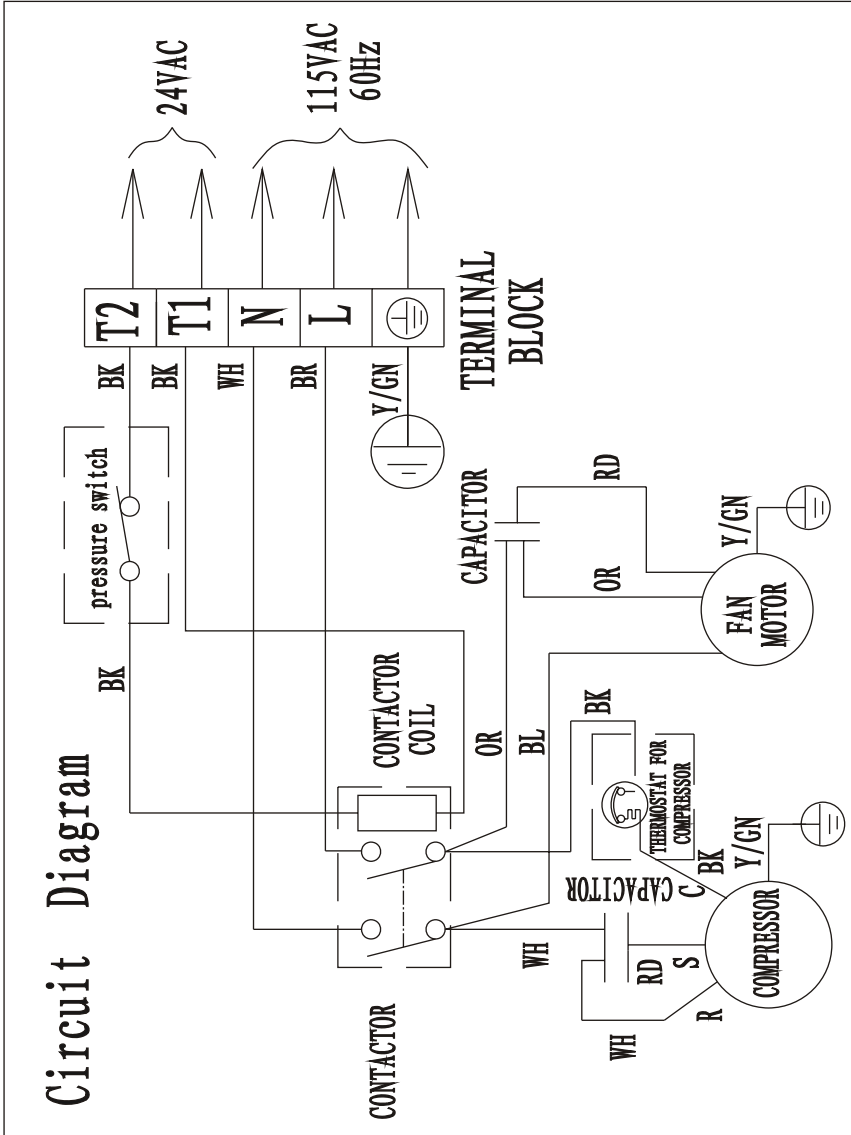 Circuit Diagram
24VAC
115VAC
60Hz
T2
T1
N
L
TERMINAL
BLOCK
BK
BK
WH
BR
Y/GN
pressure switch
BK
CONTACTOR
COIL
CONTACTOR
CAPACITOR
RD
OR
OR
BL
BK
Y/GN
FAN
MOTOR
THERMOSTAT FOR
COMPRESSOR
CAPACITOR
C
BK
Y/GN
WH
RD
S
R
WH
COMPRESSOR